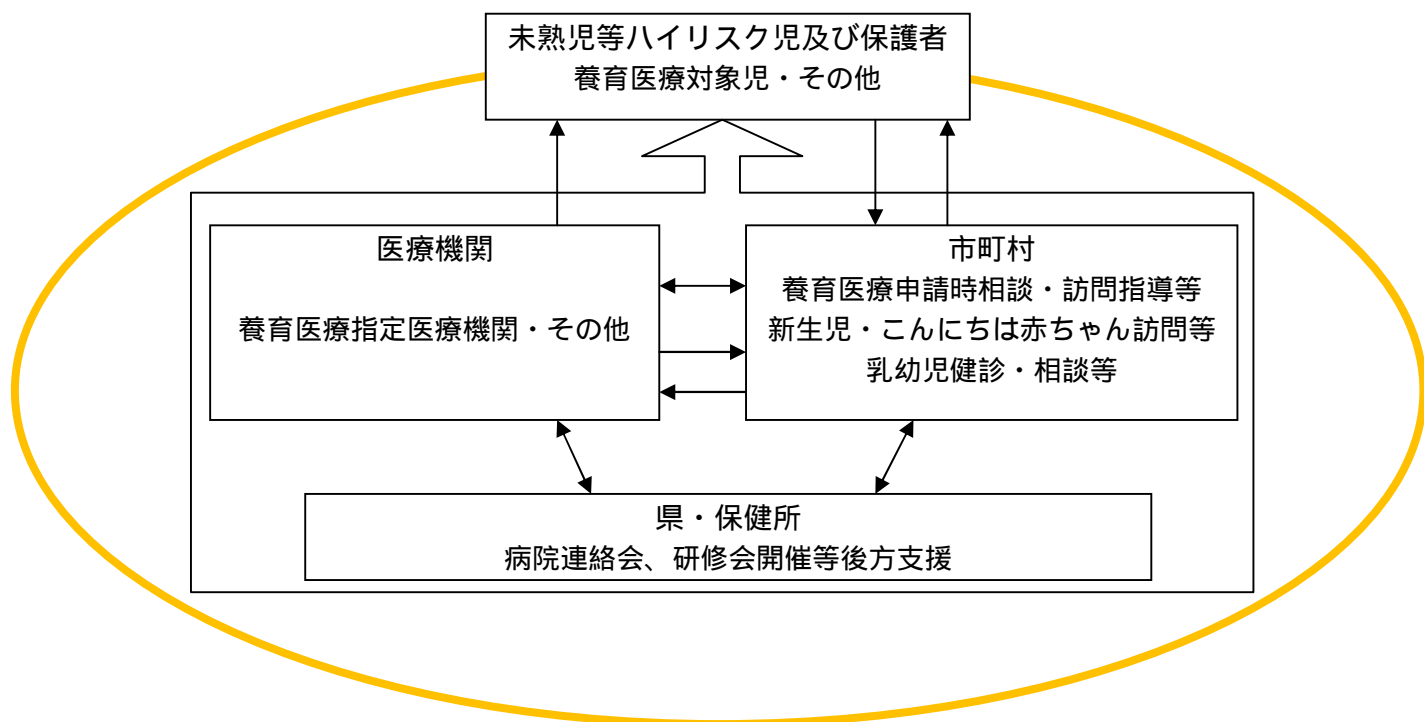 未熟児等ハイリスク児及び保護者
養育医療対象児・その他
医療機関
養育医療指定医療機関・その他
市町村
養育医療申請時相談・訪問指導等
新生児・こんにちは赤ちゃん訪問等
乳幼児健診・相談等
県・保健所
病院連絡会、研修会開催等後方支援